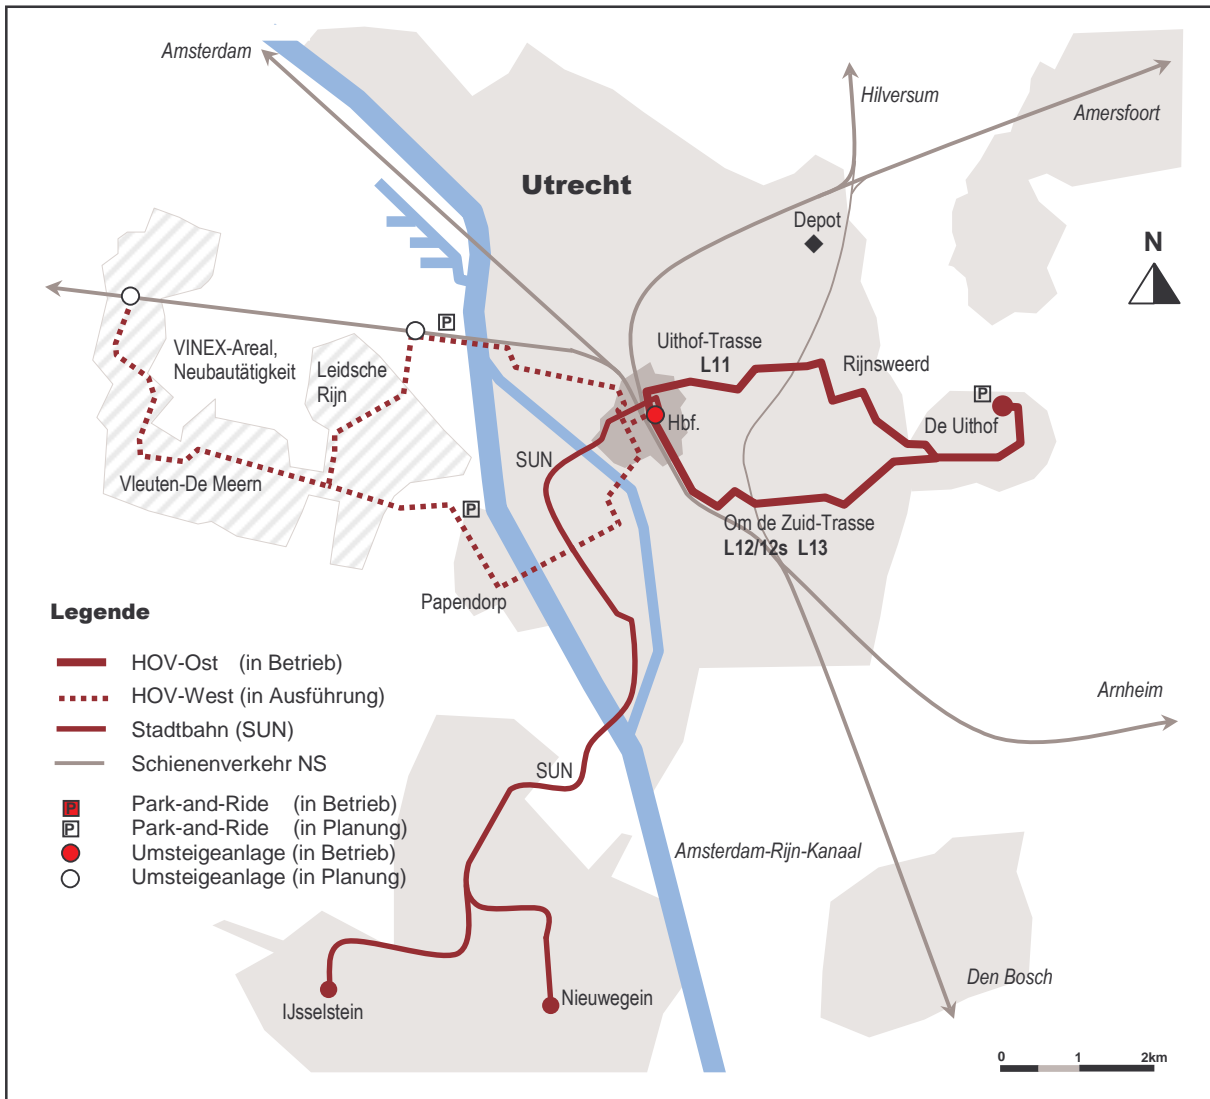 Amsterdam
Hilversum
Amersfoort
Utrecht
Depot
N
P
VINEX-Areal,
Neubautätigkeit
Leidsche
Rijn
Uithof-Trasse
L11
Rijnsweerd
P
De Uithof
Hbf.
SUN
Vleuten-De Meern
P
Om de Zuid-Trasse
L12/12s L13
Papendorp
Legende
HOV-Ost (in Betrieb)
HOV-West (in Ausführung)
Stadtbahn (SUN)
Schienenverkehr NS
P Park-and-Ride (in Betrieb)
P Park-and-Ride (in Planung)
Umsteigeanlage (in Betrieb)
Umsteigeanlage (in Planung)
Arnheim
SUN
Amsterdam-Rijn-Kanaal
Den Bosch
IJsselstein
Nieuwegein
0 1 2km